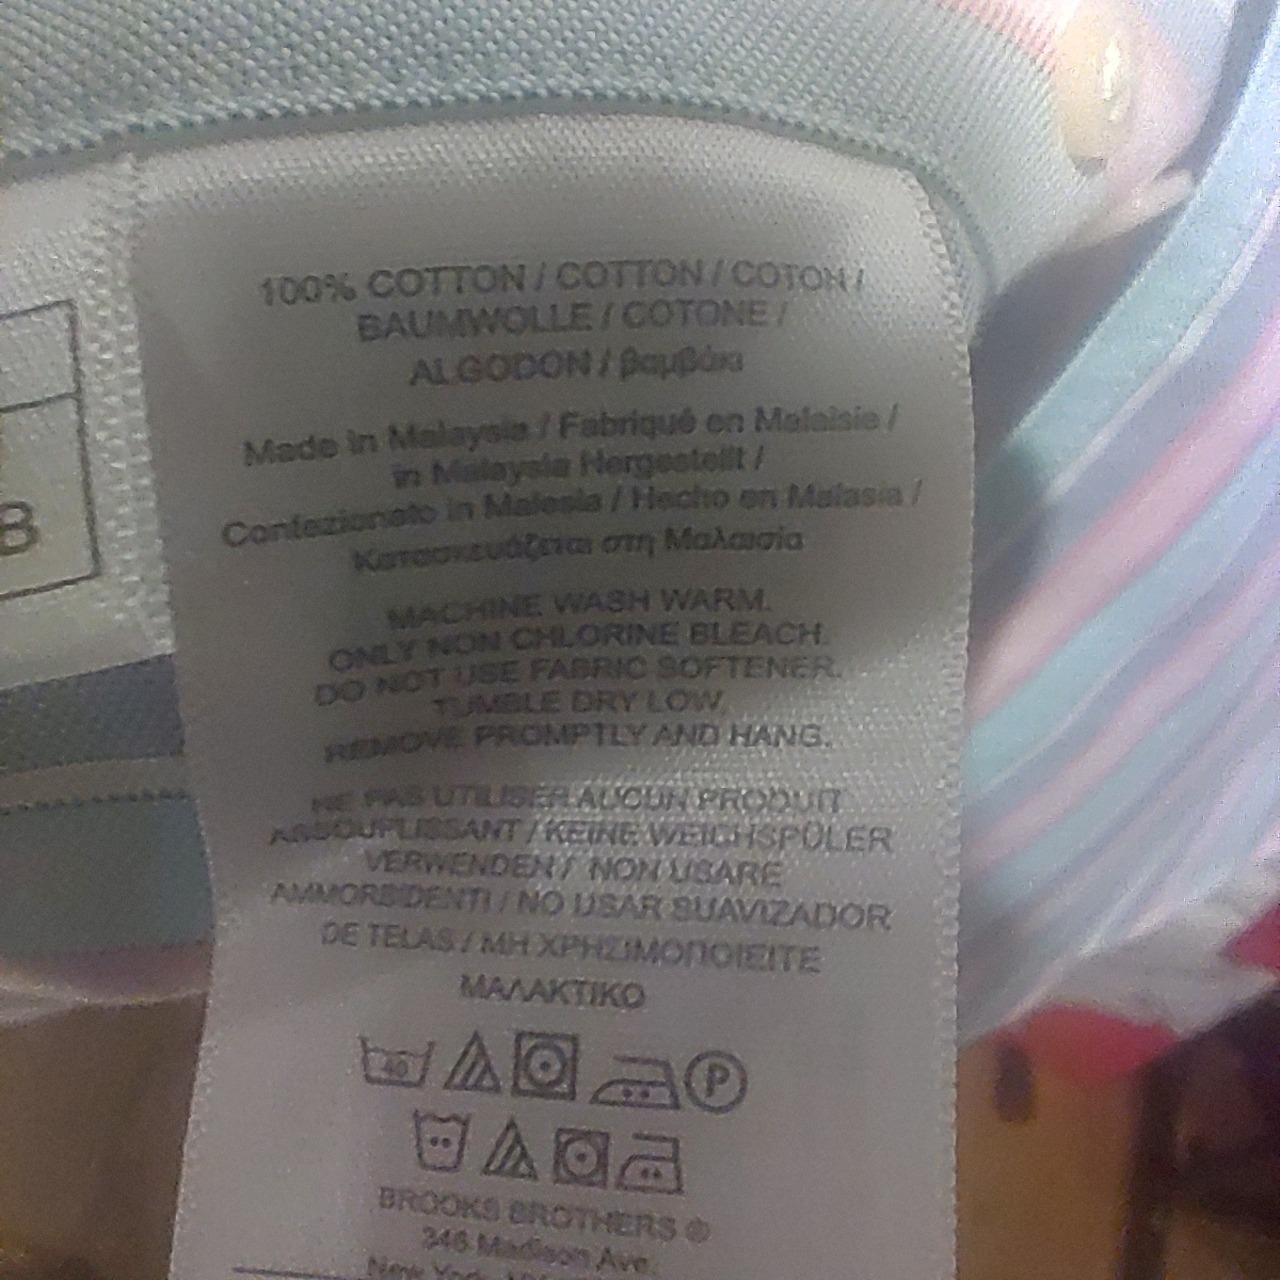 100% COTTON / COTTON / COTON /
BAUMWOLLE / COTONE /
ALGODON / βαμβάκι
Made in Malaysia / Fabriqué en Malaisie /
in Malaysia Hergestellt /
Confezionato in Malesia / Hecho en Malasia /
Κατασκευάζεται στη Μαλαισία
MACHINE WASH WARM.
ONLY NON CHLORINE BLEACH.
DO NOT USE FABRIC SOFTENER.
TUMBLE DRY LOW,
REMOVE PROMPTLY AND HANG.
NE PAS UTILISER AUCUN PRODUIT
ASSOUPLISSANT / KEINE WEICHSPÜLER
VERWENDEN / NON USARE
AMMORBIDENTI / NO USAR SUAVIZADOR
DE TELAS / ΜΗ ΧΡΗΣΙΜΟΠΟΙΕΙΤΕ
ΜΑΛΑΚΤΙΚΟ
40 P
BROOKS BROTHERS ®
346 Madison Ave.
New York,
B